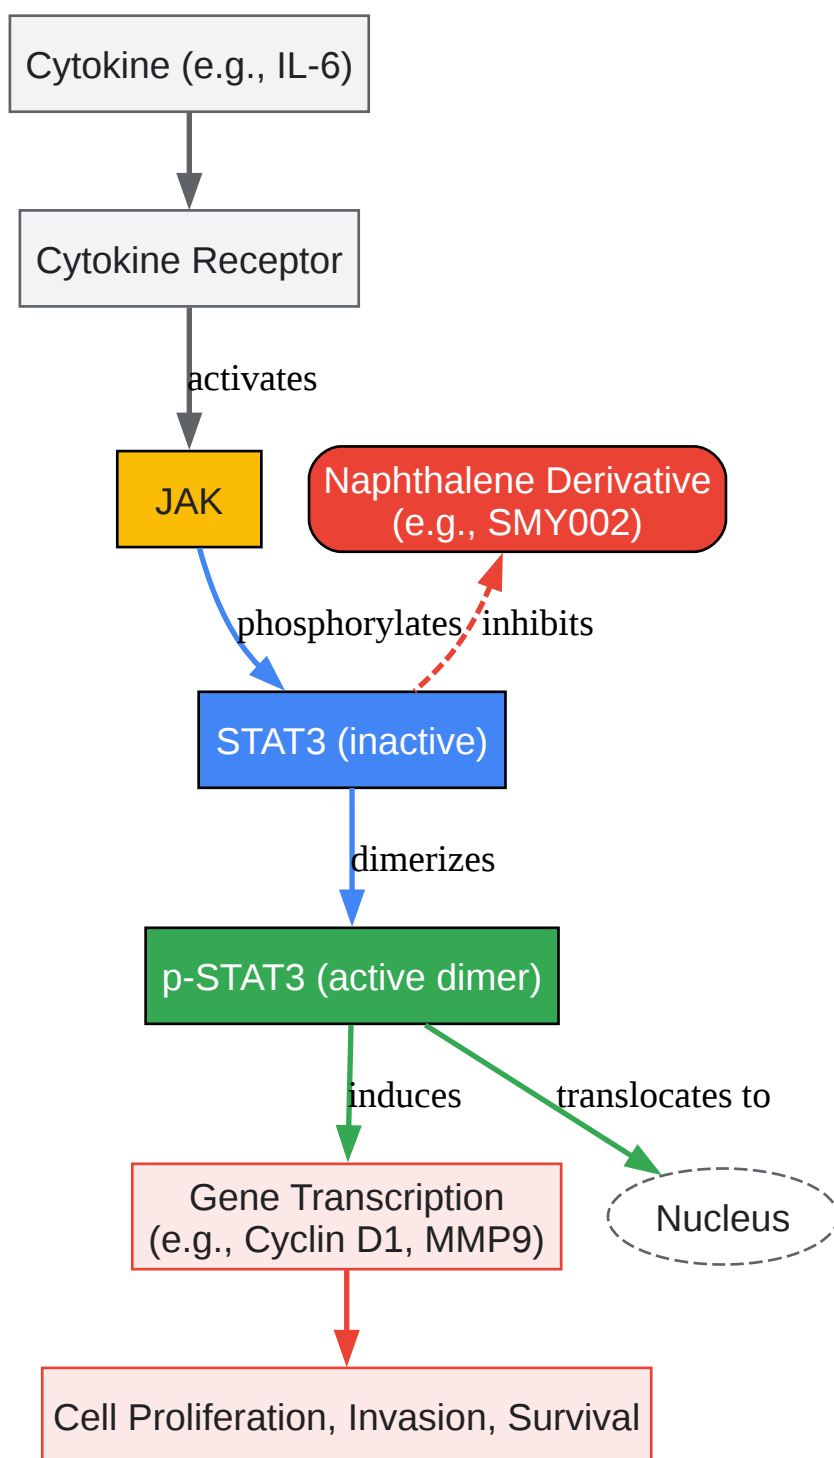 Cytokine (e.g., IL-6)
Cytokine Receptor
activates
JAK
Naphthalene Derivative
(e.g., SMY002)
phosphorylates
inhibits
STAT3 (inactive)
dimerizes
p-STAT3 (active dimer)
induces
translocates to
Gene Transcription
(e.g., Cyclin D1, MMP9)
Nucleus
Cell Proliferation, Invasion, Survival